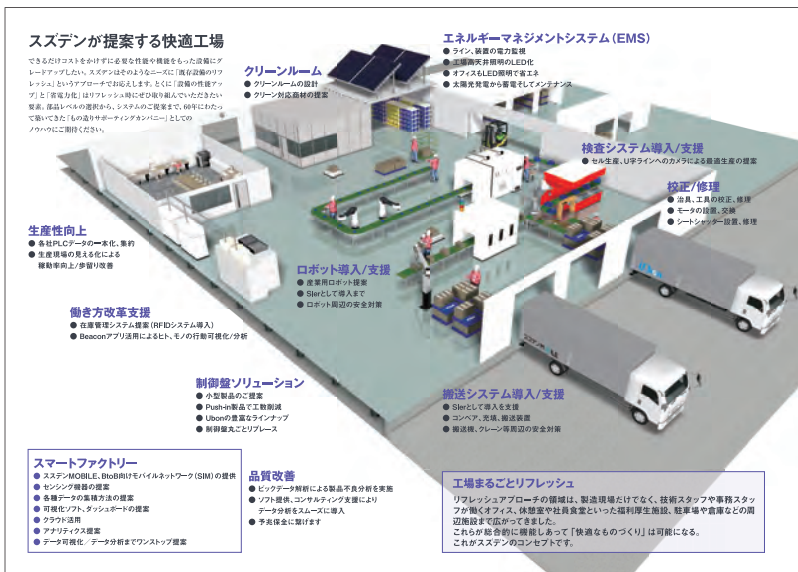 スズデンが提案する快適工場
できるだけコストをかけずに必要な性能や機能をもった設備にグ
レードアップしたい。スズデンはそのようなニーズに「既存設備のリフ
レッシュ」というアプローチでお応えします。とくに「設備の性能アッ
プ」と「省電力化」はリフレッシュ時にぜひ取り組んでいただきたい
要素。部品レベルの選択から、システムのご提案まで、60年にわたっ
て築いてきた「もの造りサポーティングカンパニー」としての
ノウハウにご期待ください。
クリーンルーム
● クリーンルームの設計
● クリーン対応商材の提案
エネルギーマネジメントシステム(EMS)
● ライン、装置の電力監視
● 工場高天井照明のLED化
● オフィスもLED照明で省エネ
● 太陽光発電から蓄電そしてメンテナンス
検査システム導入/支援
● セル生産、U字ラインへのカメラによる最適生産の提案
校正/修理
● 治具、工具の校正、修理
● モータの設置、交換
● シートシャッター設置、修理
生産性向上
● 各社PLCデータの一本化、集約
● 生産現場の見える化による
稼動率向上/歩留り改善
ロボット導入/支援
● 産業用ロボット提案
● SIerとして導入まで
● ロボット周辺の安全対策
働き方改革支援
● 在庫管理システム提案(RFIDシステム導入)
● Beaconアプリ活用によるヒト、モノの行動可視化/分析
制御盤ソリューション
● 小型製品のご提案
● Push-in製品で工数削減
● Ubonの豊富なラインナップ
● 制御盤丸ごとリプレース
搬送システム導入/支援
● SIerとして導入を支援
● コンベア、充填、搬送装置
● 搬送機、クレーン等周辺の安全対策
スマートファクトリー
● スズデンMOBILE、BtoB向けモバイルネットワーク(SIM)の提供
● センシング機器の提案
● 各種データの集積方法の提案
● 可視化ソフト、ダッシュボードの提案
● クラウド活用
● アナリティクス提案
● データ可視化/データ分析までワンストップ提案
品質改善
● ビックデータ解析による製品不良分析を実施
● ソフト提供、コンサルティング支援により
データ分析をスムーズに導入
● 予兆保全に繋げます
工場まるごとリフレッシュ
リフレッシュアプローチの領域は、製造現場だけでなく、技術スタッフや事務スタッ
フが働くオフィス、休憩室や社員食堂といった福利厚生施設、駐車場や倉庫などの周
辺施設まで広がってきました。
これらが総合的に機能しあって「快適なものづくり」は可能になる。
これがスズデンのコンセプトです。